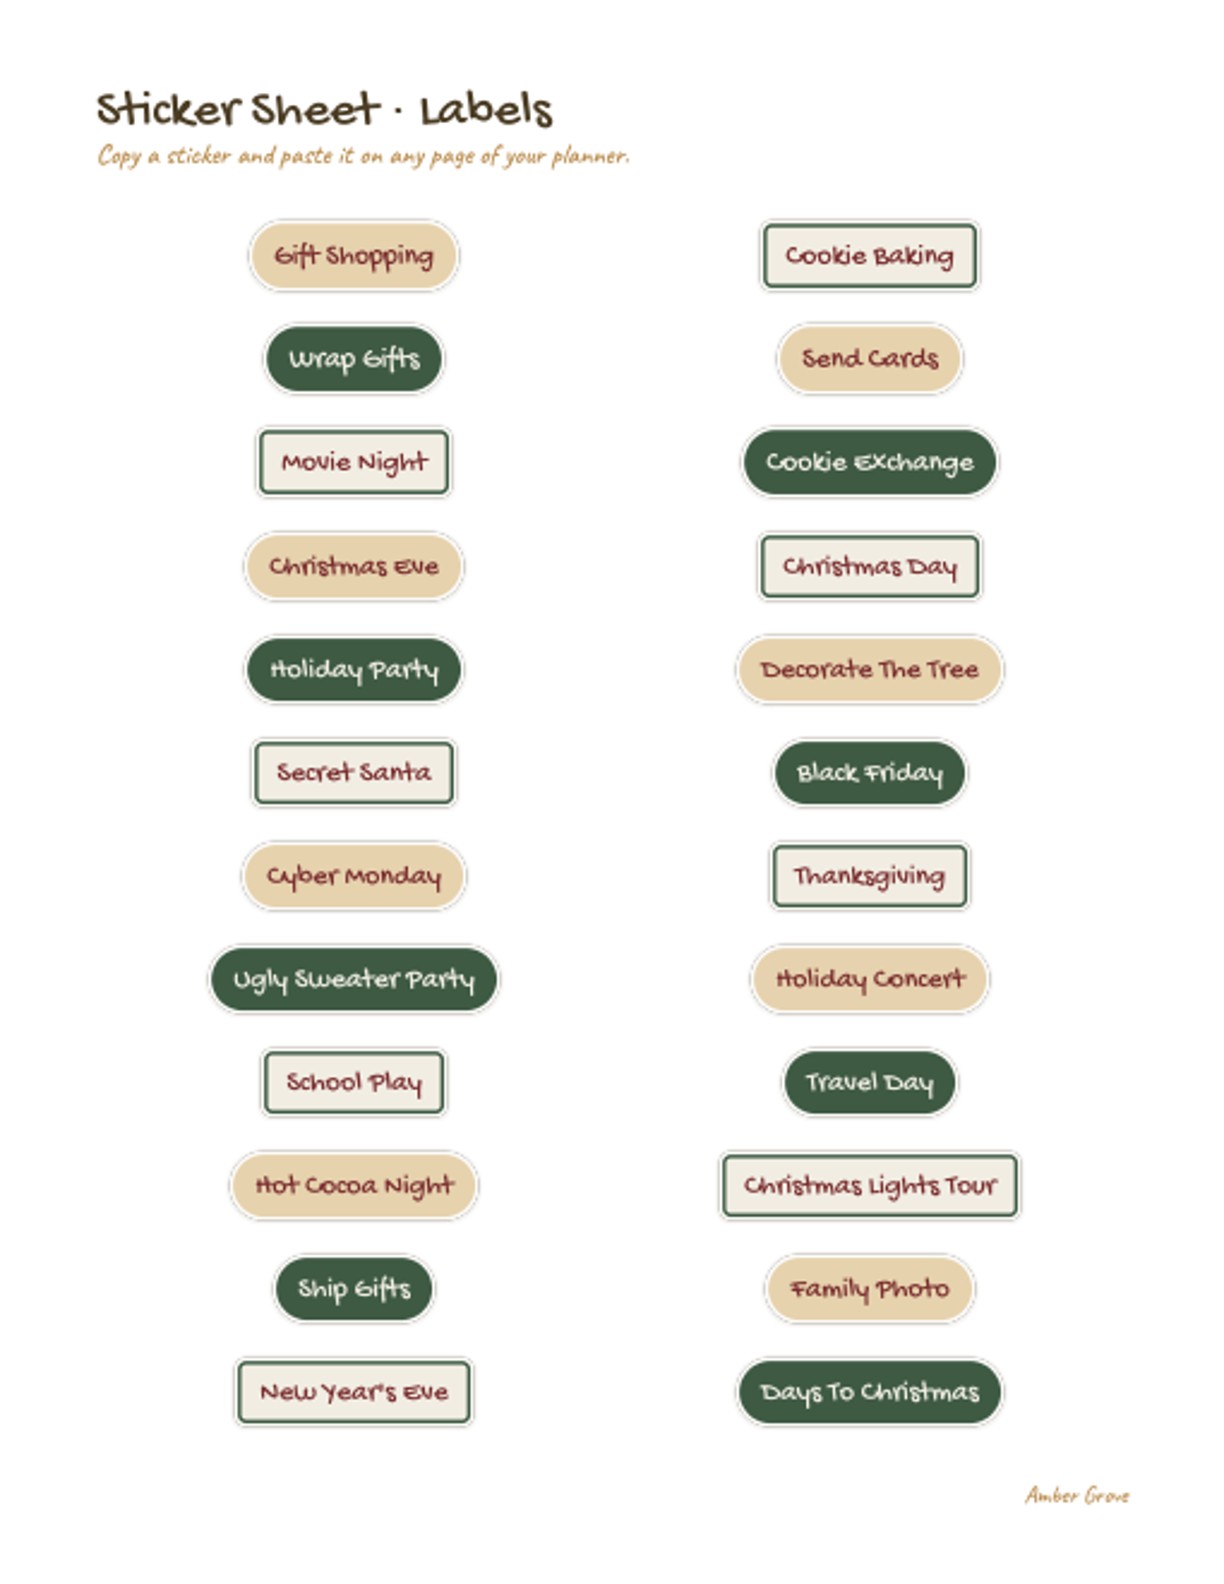 Sticker Sheet · Labels
Copy a sticker and paste it on any page of your planner.
Gift Shopping
Cookie Baking
Wrap Gifts
Send Cards
Movie Night
Cookie Exchange
Christmas Eve
Christmas Day
Holiday Party
Decorate The Tree
Secret Santa
Black Friday
Cyber Monday
Thanksgiving
Ugly Sweater Party
Holiday Concert
School Play
Travel Day
Hot Cocoa Night
Christmas Lights Tour
Ship Gifts
Family Photo
New Year's Eve
Days To Christmas
Amber Grove